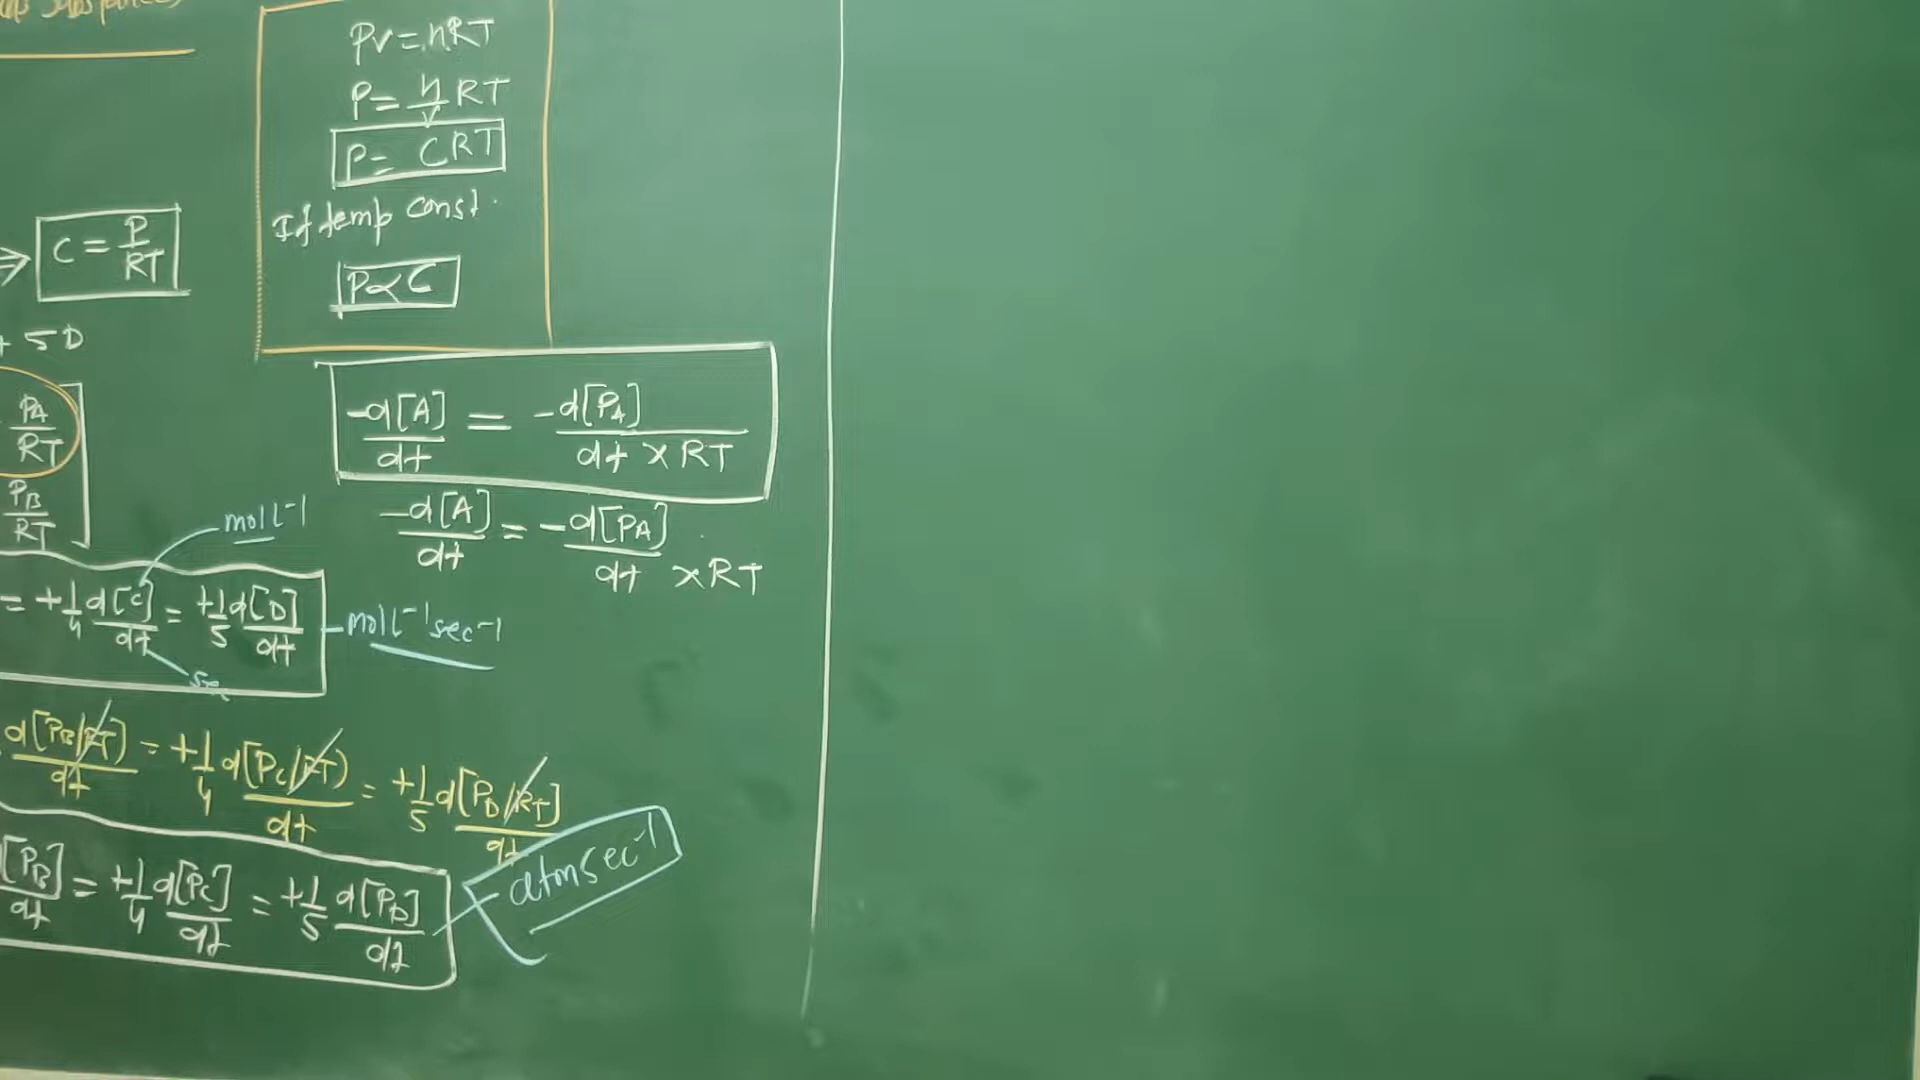 PV = nRT
P = n/V RT
P = CRT
If temp const.
P ∝ C
⇒ C = P/RT
+ 5D
PA/RT
PB/RT
-d[A]/dt = -d[PA]/dt × RT
-d[A]/dt = -d[PA]/dt × RT
mol L⁻¹
= +1/4 d[C]/dt = +1/5 d[D]/dt
mol L⁻¹ sec⁻¹
d[PB/RT]/dt = +1/4 d[PC/RT]/dt = +1/5 d[PD/RT]/dt
[PB]/dt = +1/4 d[PC]/dt = +1/5 d[PD]/dt
atm sec⁻¹